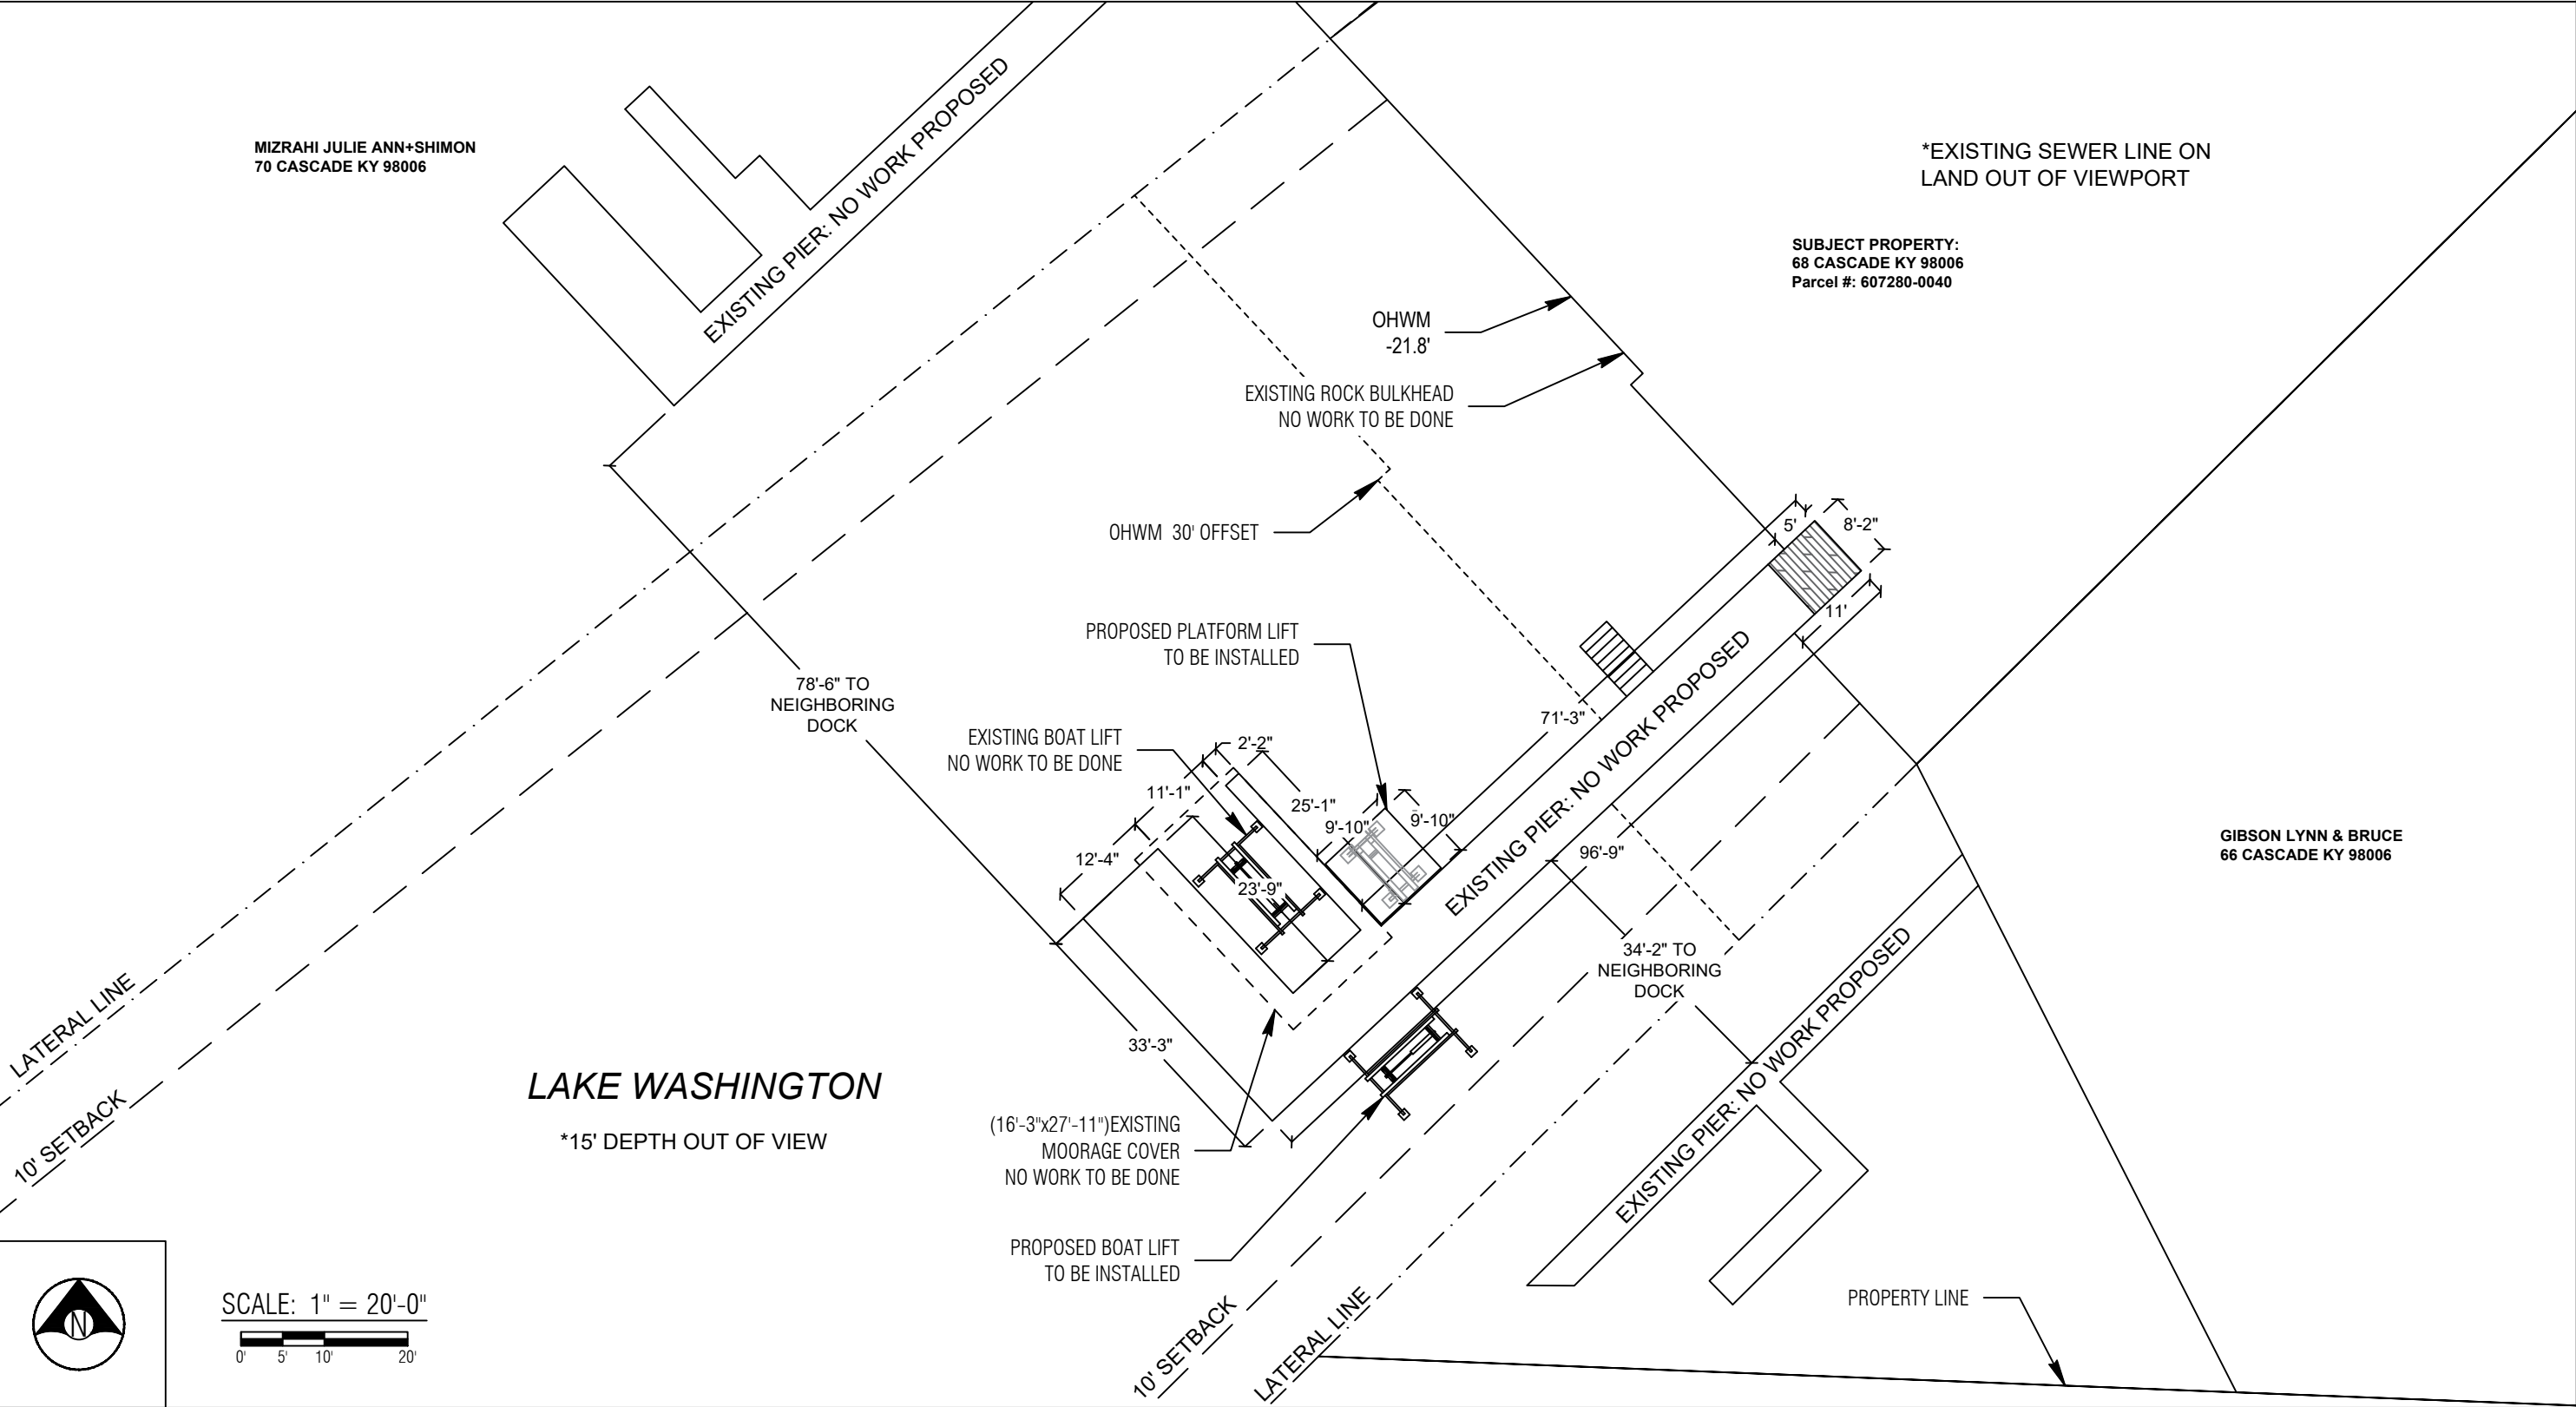 EXISTING PIER: NO WORK PROPOSED
MIZRAHI JULIE ANN+SHIMON
70 CASCADE KY 98006
*EXISTING SEWER LINE ON
LAND OUT OF VIEWPORT
SUBJECT PROPERTY:
68 CASCADE KY 98006
Parcel #: 607280-0040
OHWM
-21.8'
EXISTING ROCK BULKHEAD
NO WORK TO BE DONE
OHWM 30' OFFSET
5'
8'-2"
11'
PROPOSED PLATFORM LIFT
TO BE INSTALLED
78'-6" TO
NEIGHBORING
DOCK
EXISTING BOAT LIFT
NO WORK TO BE DONE
71'-3"
EXISTING PIER: NO WORK PROPOSED
2'-2"
11'-1"
25'-1"
9'-10"
9'-10"
12'-4"
23'-9"
96'-9"
GIBSON LYNN & BRUCE
66 CASCADE KY 98006
34'-2" TO
NEIGHBORING
DOCK
EXISTING PIER: NO WORK PROPOSED
LATERAL LINE
10' SETBACK
33'-3"
LAKE WASHINGTON
*15' DEPTH OUT OF VIEW
(16'-3"x27'-11")EXISTING
MOORAGE COVER
NO WORK TO BE DONE
PROPOSED BOAT LIFT
TO BE INSTALLED
PROPERTY LINE
10' SETBACK
LATERAL LINE
N
SCALE: 1" = 20'-0"
0' 5' 10' 20'